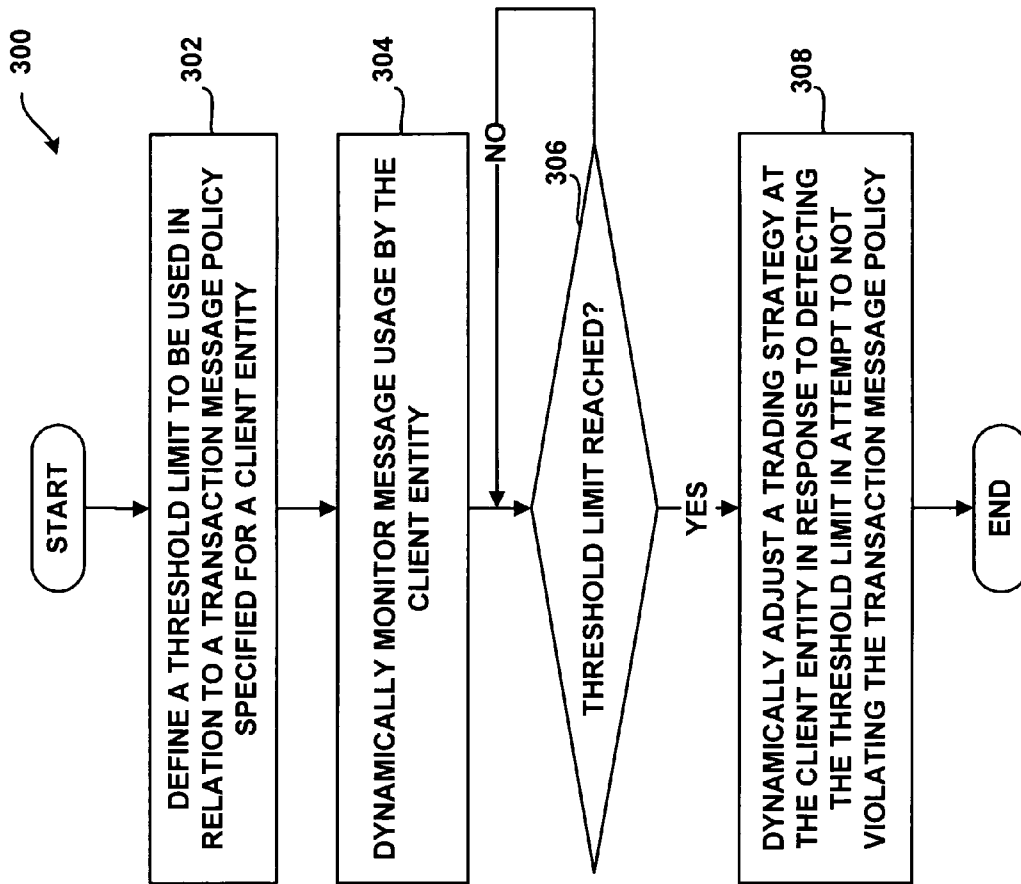 300
START
302
DEFINE A THRESHOLD LIMIT TO BE USED IN
RELATION TO A TRANSACTION MESSAGE POLICY
SPECIFIED FOR A CLIENT ENTITY
304
DYNAMICALLY MONITOR MESSAGE USAGE BY THE
CLIENT ENTITY
NO
306
THRESHOLD LIMIT REACHED?
YES
308
DYNAMICALLY ADJUST A TRADING STRATEGY AT
THE CLIENT ENTITY IN RESPONSE TO DETECTING
THE THRESHOLD LIMIT IN ATTEMPT TO NOT
VIOLATING THE TRANSACTION MESSAGE POLICY
END